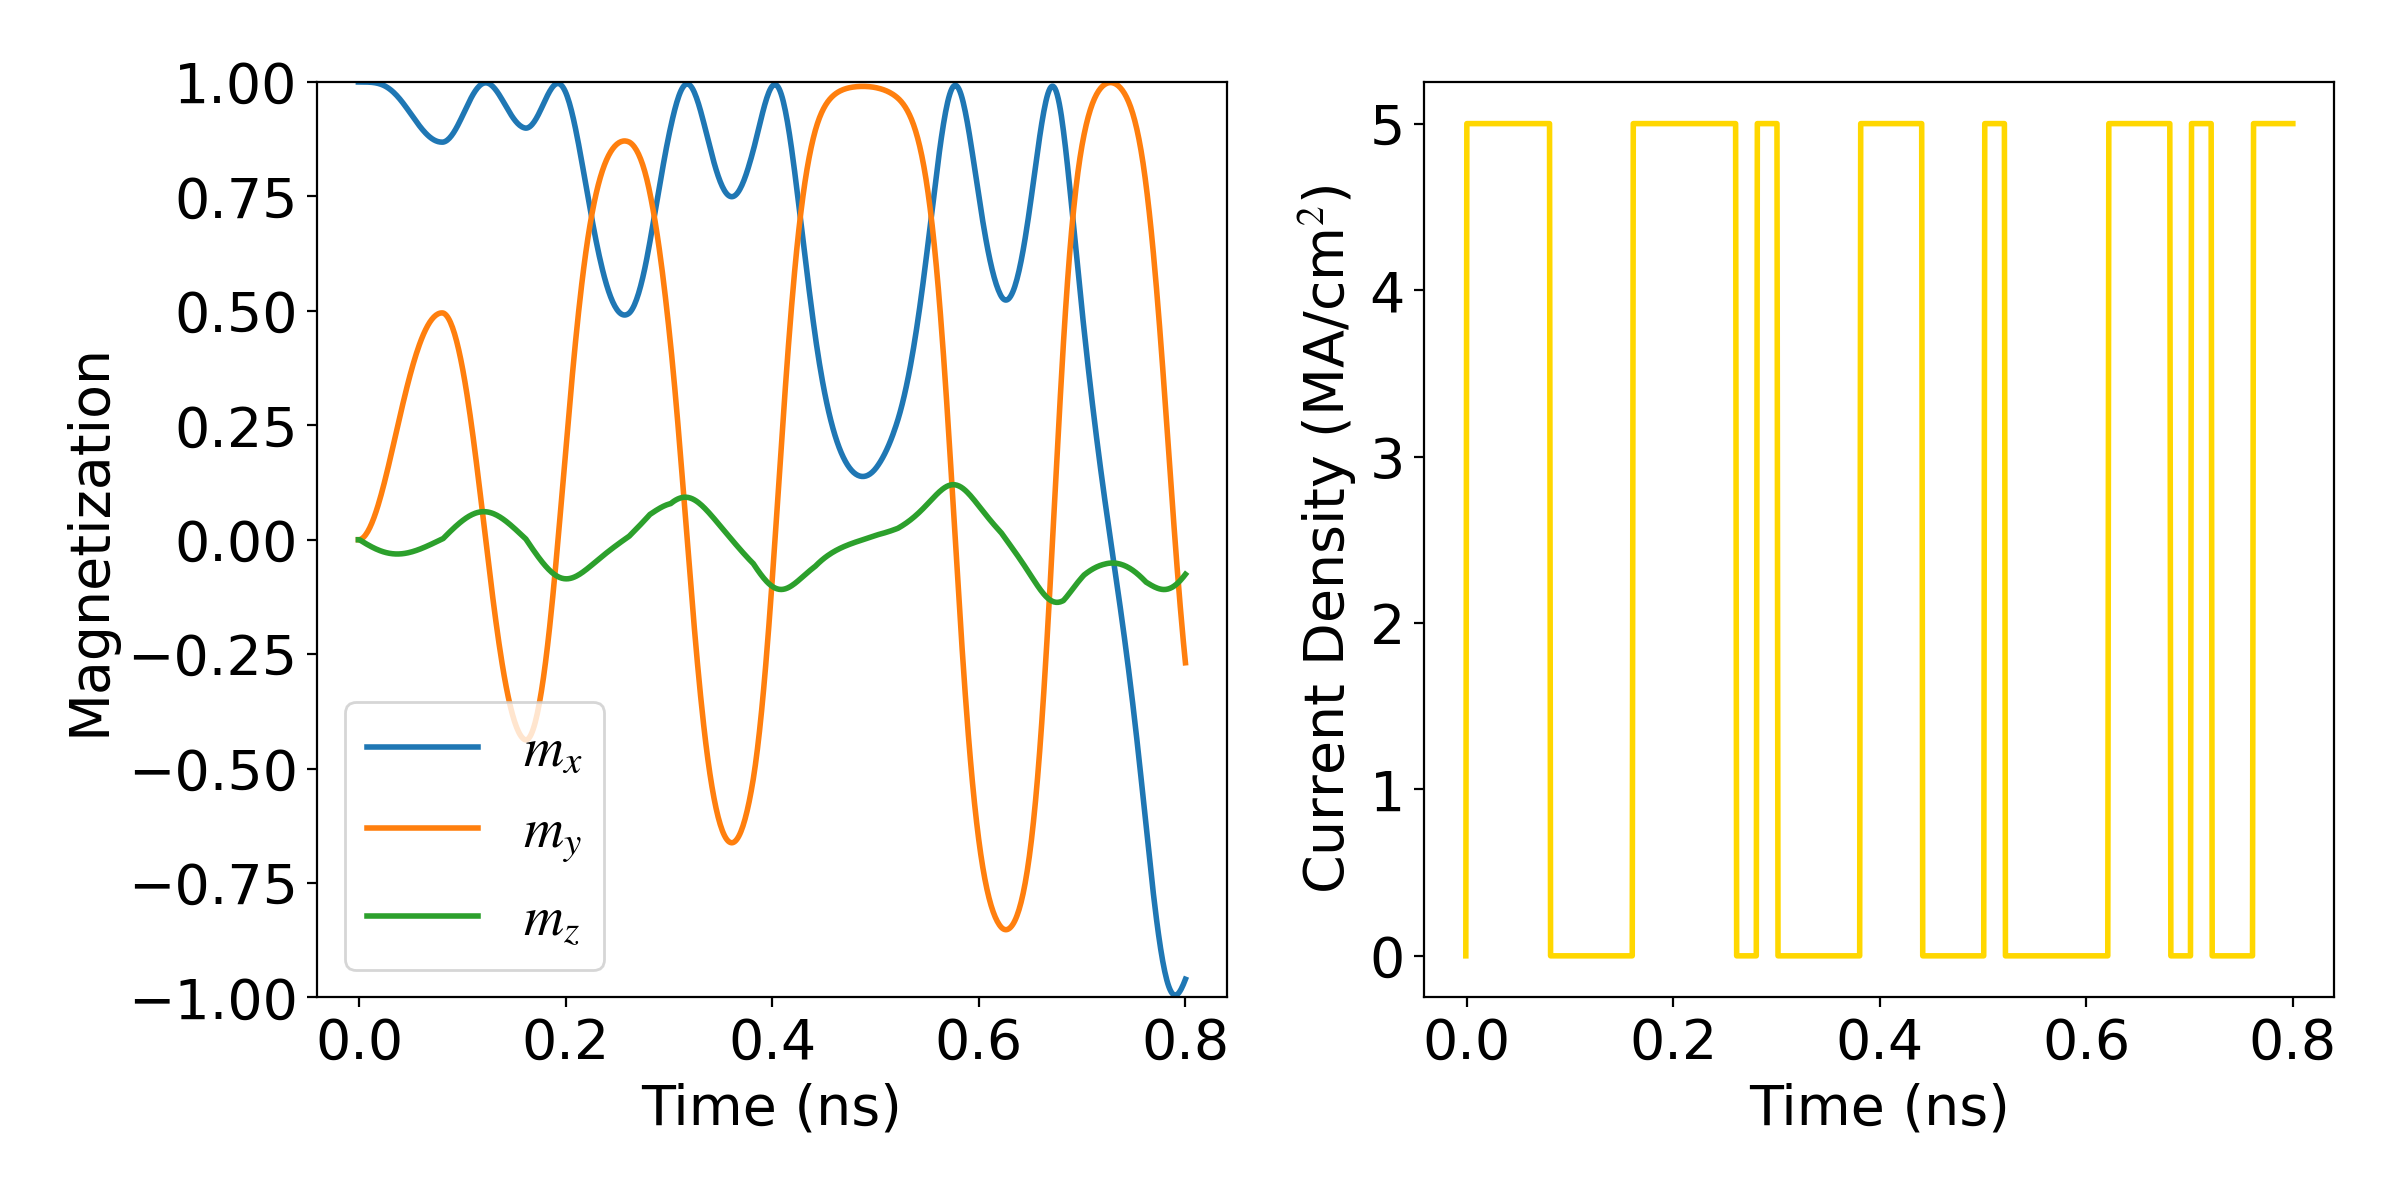 1.00
0.75
0.50
0.25
0.00
−0.25
−0.50
−0.75
−1.00
Magnetization
m_x
m_y
m_z
0.0 0.2 0.4 0.6 0.8
Time (ns)
5
4
3
2
1
0
Current Density (MA/cm²)
0.0 0.2 0.4 0.6 0.8
Time (ns)